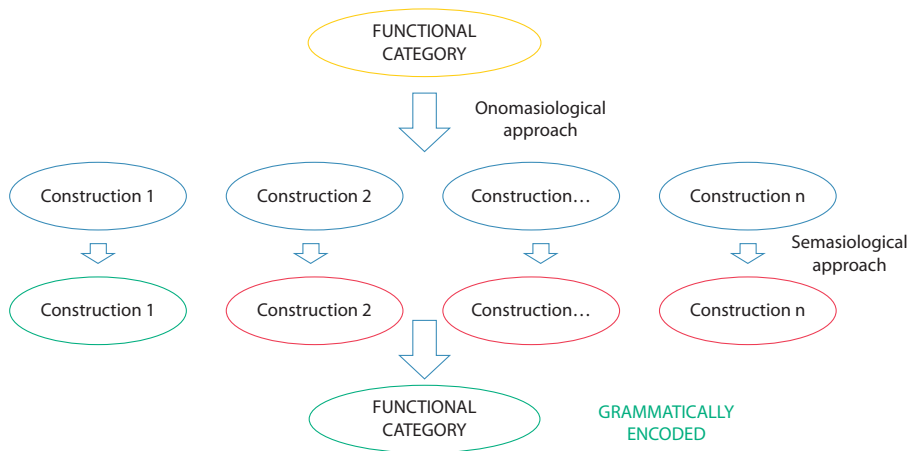 FUNCTIONAL
CATEGORY
Onomasiological
approach
Construction 1
Construction 2
Construction…
Construction n
Semasiological
approach
Construction 1
Construction 2
Construction…
Construction n
FUNCTIONAL
CATEGORY
GRAMMATICALLY
ENCODED